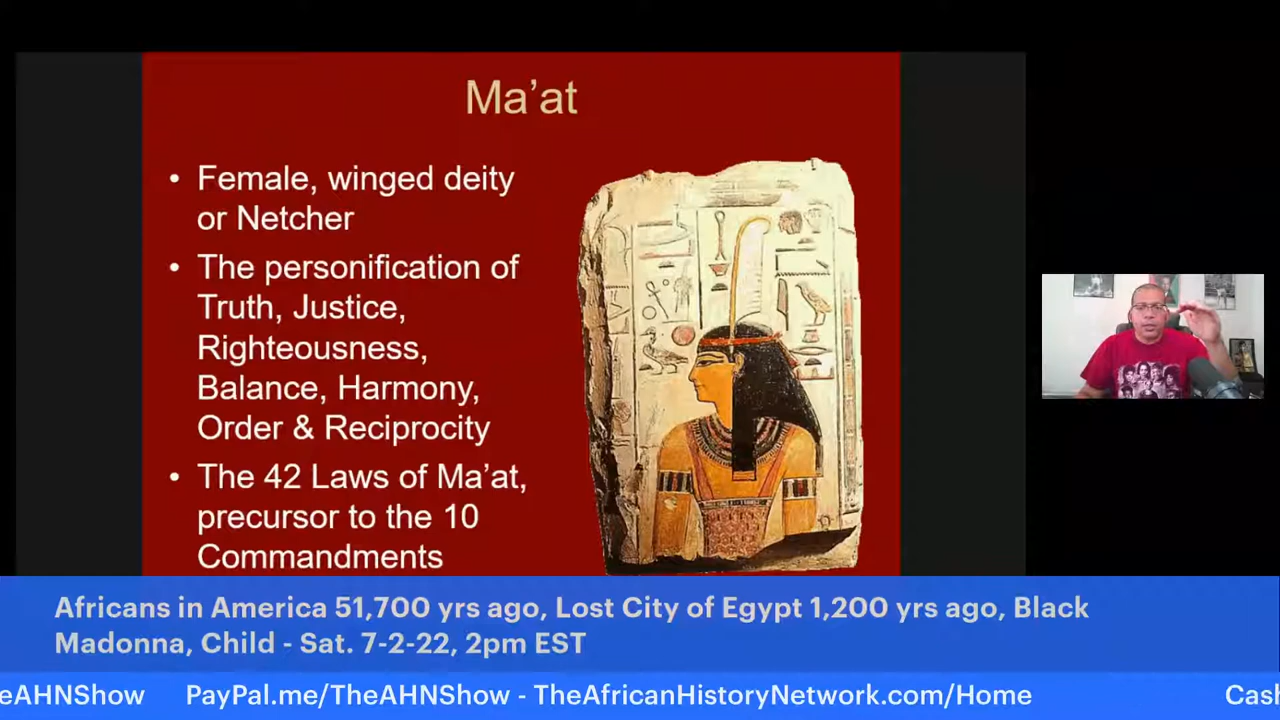 Ma’at
• Female, winged deity
or Netcher
• The personification of
Truth, Justice,
Righteousness,
Balance, Harmony,
Order & Reciprocity
• The 42 Laws of Ma’at,
precursor to the 10
Commandments
Africans in America 51,700 yrs ago, Lost City of Egypt 1,200 yrs ago, Black
Madonna, Child - Sat. 7-2-22, 2pm EST
eAHNShow PayPal.me/TheAHNShow - TheAfricanHistoryNetwork.com/Home Cash